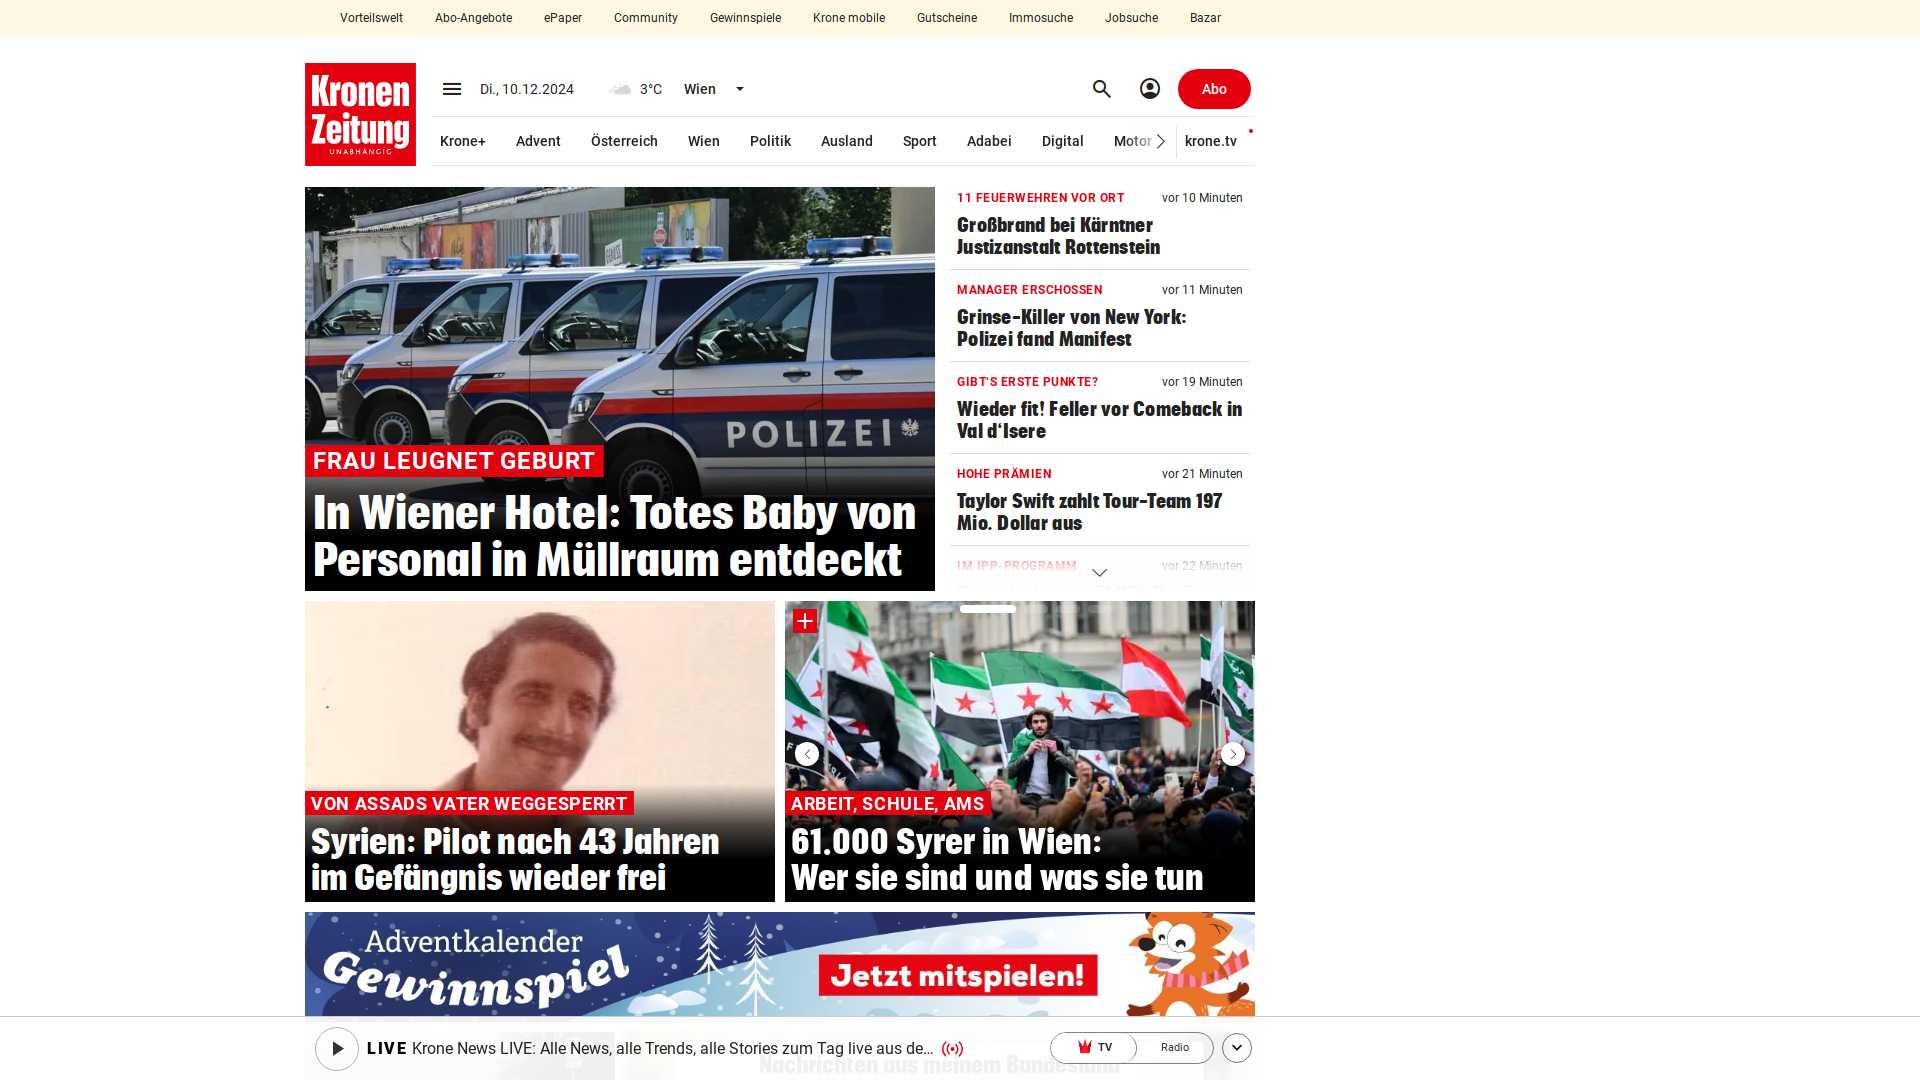 Vorteilswelt Abo-Angebote ePaper Community Gewinnspiele Krone mobile Gutscheine Immosuche Jobsuche Bazar
Kronen
Zeitung
UNABHÄNGIG
Di., 10.12.2024 3°C Wien
Abo
Krone+ Advent Österreich Wien Politik Ausland Sport Adabei Digital Motor krone.tv
POLIZEI
FRAU LEUGNET GEBURT
In Wiener Hotel: Totes Baby von
Personal in Müllraum entdeckt
11 FEUERWEHREN VOR ORT vor 10 Minuten
Großbrand bei Kärntner
Justizanstalt Rottenstein
MANAGER ERSCHOSSEN vor 11 Minuten
Grinse-Killer von New York:
Polizei fand Manifest
GIBT'S ERSTE PUNKTE? vor 19 Minuten
Wieder fit! Feller vor Comeback in
Val d‘Isere
HOHE PRÄMIEN vor 21 Minuten
Taylor Swift zahlt Tour-Team 197
Mio. Dollar aus
IM IPP-PROGRAMM vor 22 Minuten
VON ASSADS VATER WEGGESPERRT
Syrien: Pilot nach 43 Jahren
im Gefängnis wieder frei
ARBEIT, SCHULE, AMS
61.000 Syrer in Wien:
Wer sie sind und was sie tun
Adventkalender
Gewinnspiel
Jetzt mitspielen!
LIVE Krone News LIVE: Alle News, alle Trends, alle Stories zum Tag live aus de...
TV Radio
Nachrichten aus meinem Bundesland